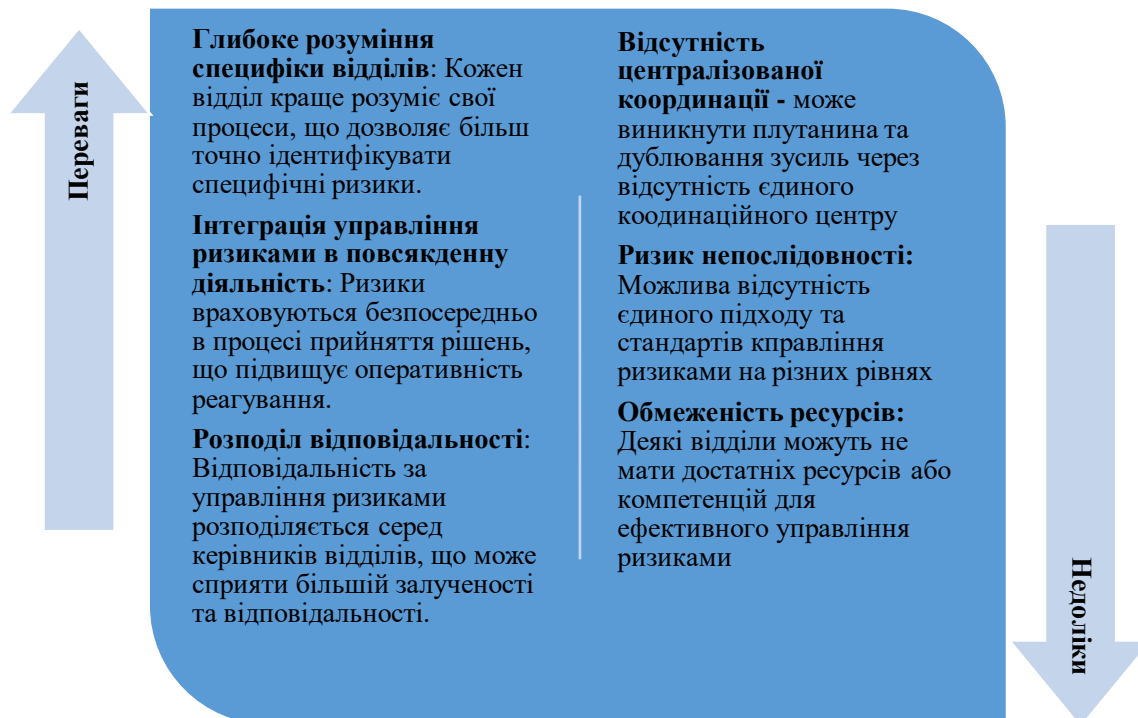 Переваги
Глибоке розуміння
специфіки відділів: Кожен
відділ краще розуміє свої
процеси, що дозволяє більш
точно ідентифікувати
специфічні ризики.
Інтеграція управління
ризиками в повсякденну
діяльність: Ризики
враховуються безпосередньо
в процесі прийняття рішень,
що підвищує оперативність
реагування.
Розподіл відповідальності:
Відповідальність за
управління ризиками
розподіляється серед
керівників відділів, що може
сприяти більшій залученості
та відповідальності.
Відсутність
централізованої
координації - може
виникнути плутанина та
дублювання зусиль через
відсутність єдиного
коодинаційного центру
Ризик непослідовності:
Можлива відсутність
єдиного підходу та
стандартів кправління
ризиками на різних рівнях
Обмеженість ресурсів:
Деякі відділи можуть не
мати достатніх ресурсів або
компетенцій для
ефективного управління
ризиками
Недоліки